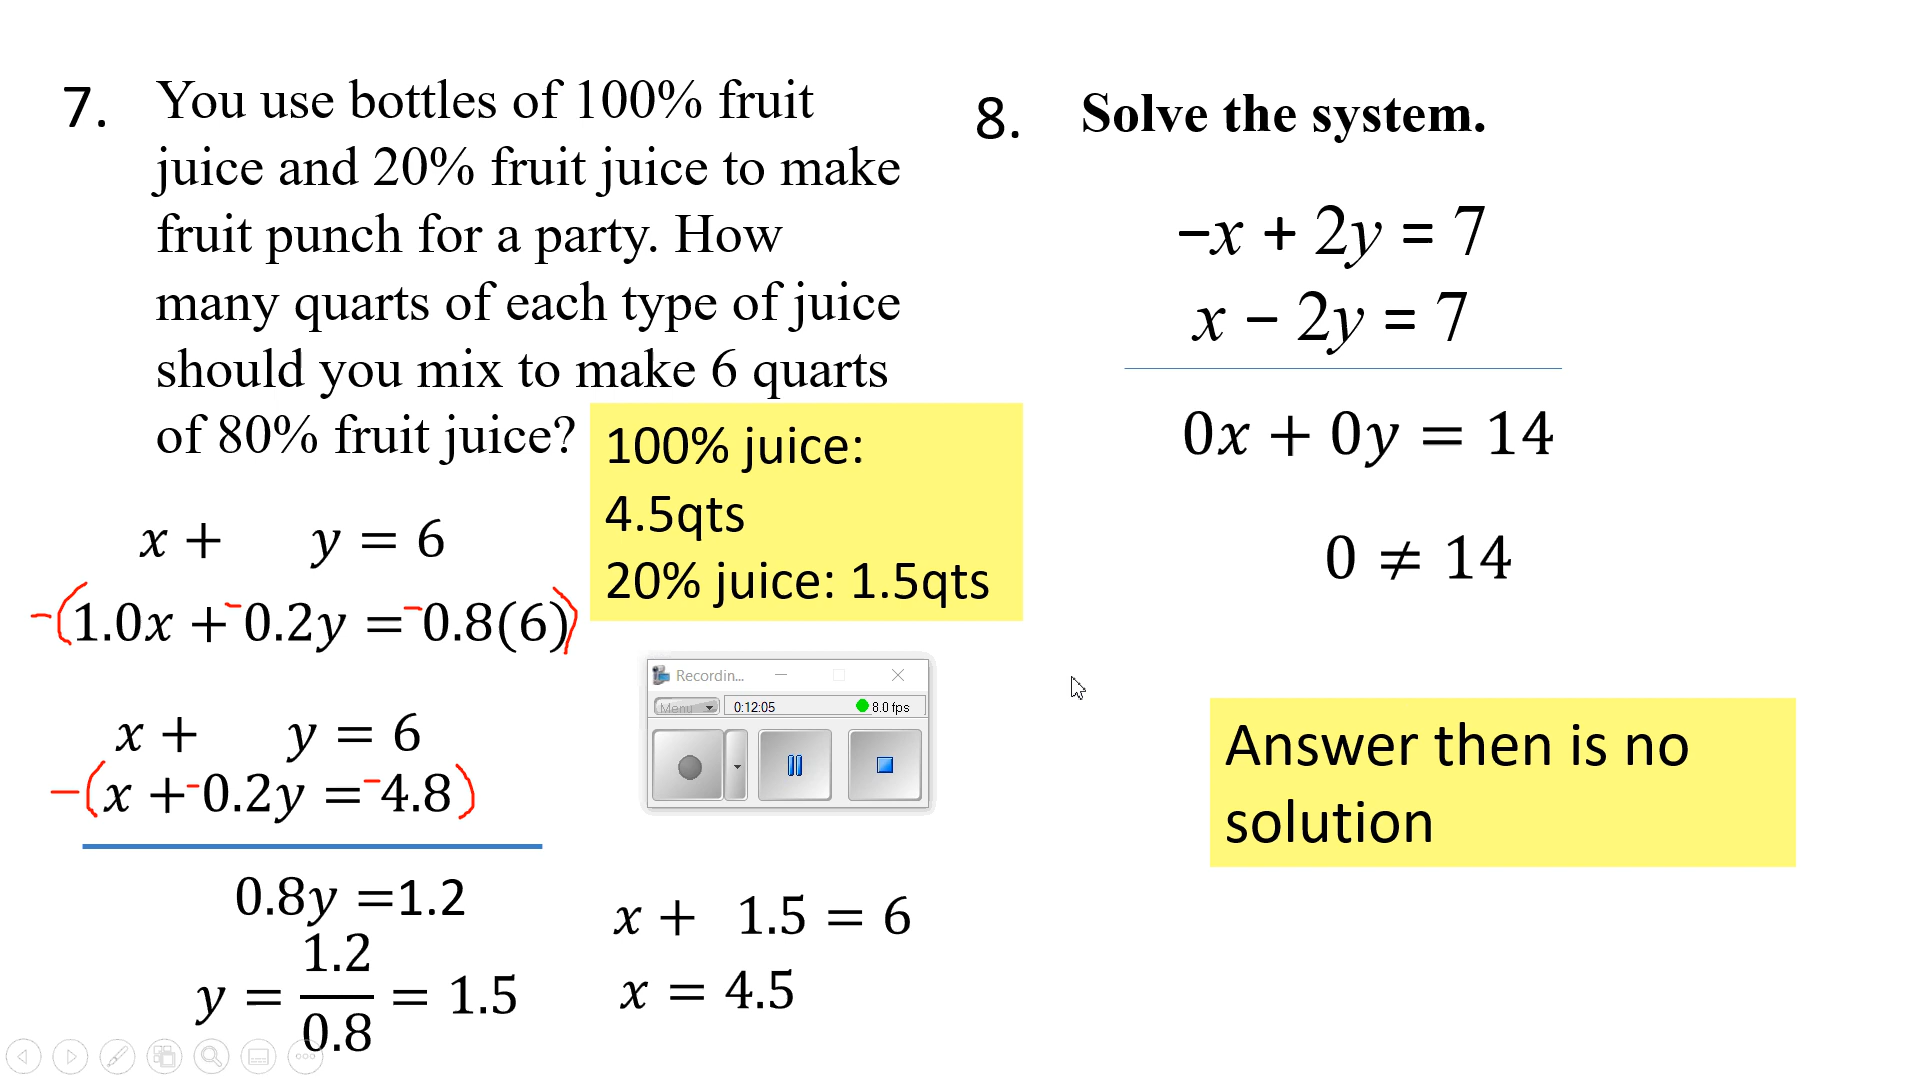 7.
You use bottles of 100% fruit
juice and 20% fruit juice to make
fruit punch for a party. How
many quarts of each type of juice
should you mix to make 6 quarts
of 80% fruit juice?
100% juice:
4.5qts
20% juice: 1.5qts
x + y = 6
-(1.0x + -0.2y = -0.8(6))
x + y = 6
-(x + -0.2y = -4.8)
0.8y =1.2
y = 1.2/0.8 = 1.5
x + 1.5 = 6
x = 4.5
Recordin...
Menu
0:12:05
8.0 fps
8.
Solve the system.
−x + 2y = 7
x − 2y = 7
0x + 0y = 14
0 ≠ 14
Answer then is no
solution